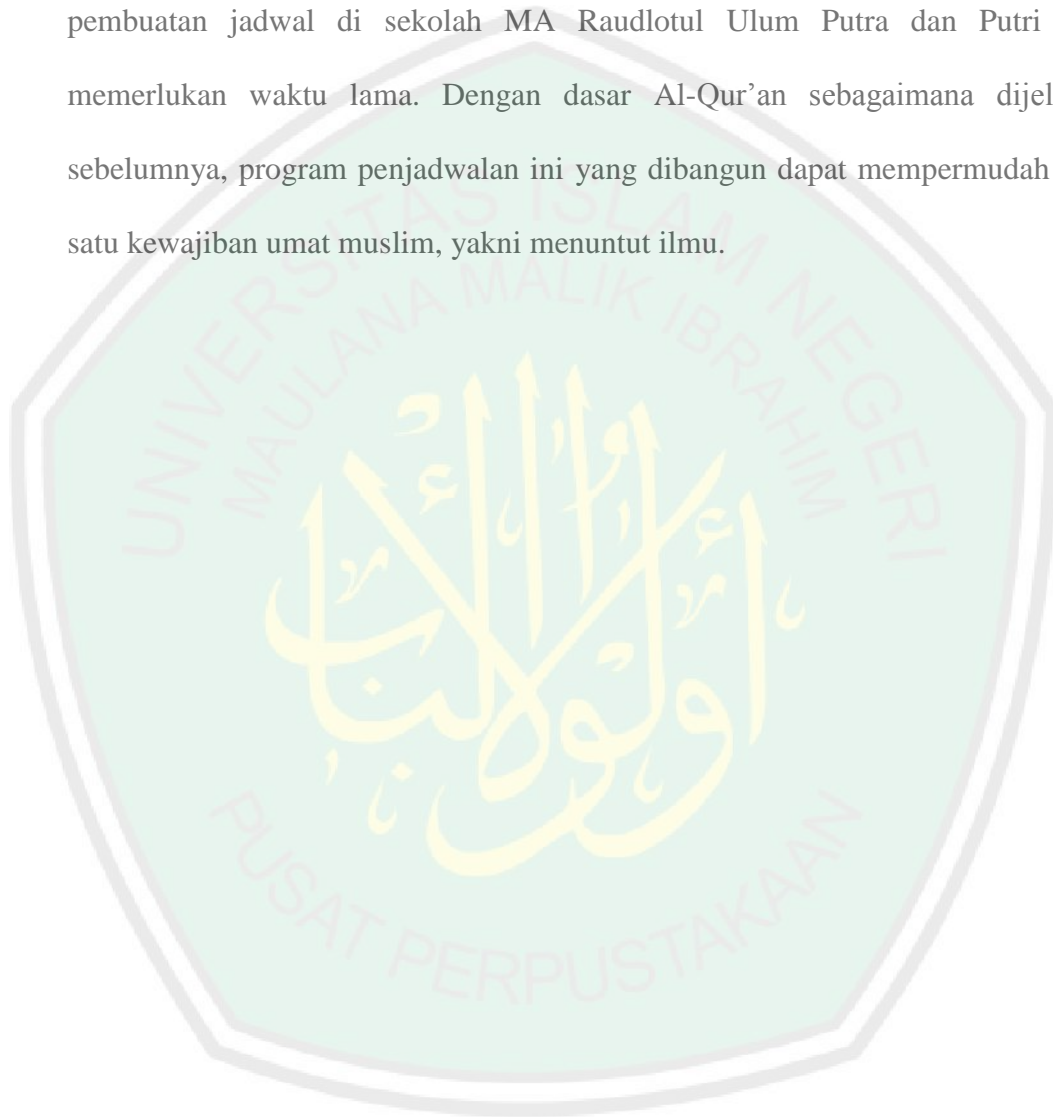 pembuatan jadwal di sekolah MA Raudlotul Ulum Putra dan Putri
memerlukan waktu lama. Dengan dasar Al-Qur’an sebagaimana dijel
sebelumnya, program penjadwalan ini yang dibangun dapat mempermudah
satu kewajiban umat muslim, yakni menuntut ilmu.
UNIVERSITAS ISLAM NEGERI
MAULANA MALIK IBRAHIM
أولو الألباب
PUSAT PERPUSTAKAAN